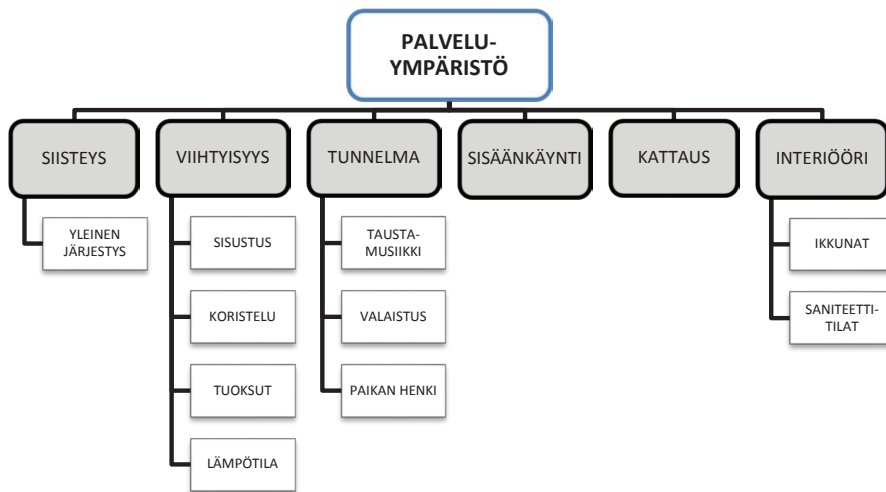 PALVELU-
YMPÄRISTÖ
SIISTEYS
VIIHTYISYYS
TUNNELMA
SISÄÄNKÄYNTI
KATTAUS
INTERIÖÖRI
YLEINEN
JÄRJESTYS
SISUSTUS
KORISTELU
TUOKSUT
LÄMPÖTILA
TAUSTA-
MUSIIKKI
VALAISTUS
PAIKAN HENKI
IKKUNAT
SANITEETTI-
TILAT